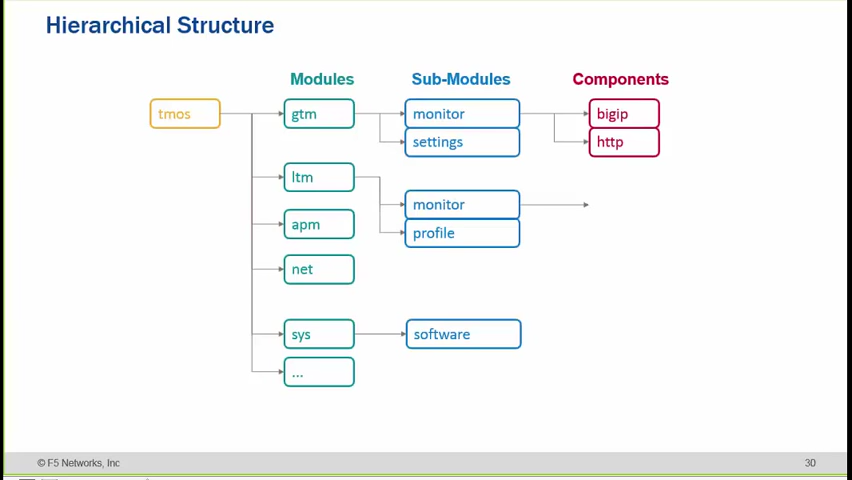 Hierarchical Structure
Modules Sub-Modules Components
tmos gtm monitor bigip
settings http
ltm
monitor
apm
profile
net
sys software
...
© F5 Networks, Inc 30